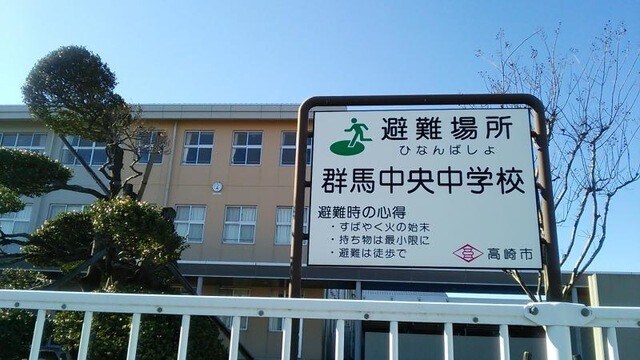 避難場所
ひなんばしよ
群馬中央中学校
避難時の心得
・すばやく火の始末
・持ち物は最小限に
・避難は徒歩で
高崎市